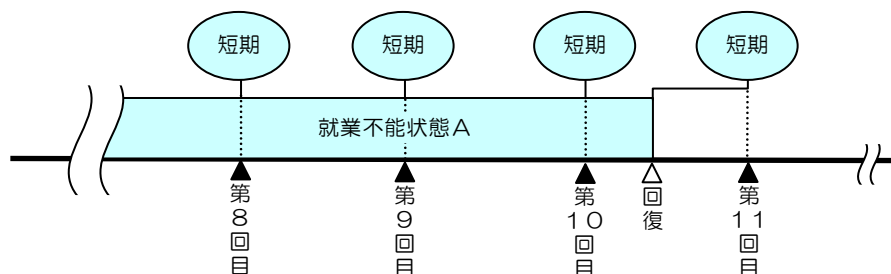 短期
短期
短期
短期
就業不能状態A
第8回目
第9回目
第10回目
回復
第11回目